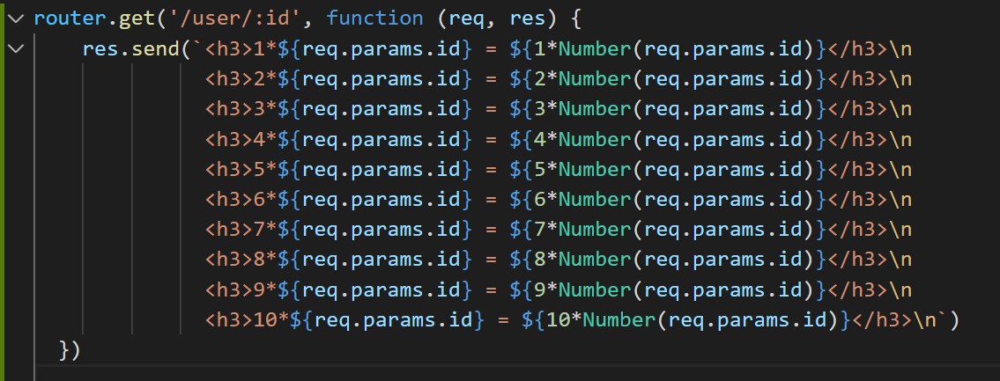 router.get('/user/:id', function (req, res) {
res.send(`<h3>1*${req.params.id} = ${1*Number(req.params.id)}</h3>\n
<h3>2*${req.params.id} = ${2*Number(req.params.id)}</h3>\n
<h3>3*${req.params.id} = ${3*Number(req.params.id)}</h3>\n
<h3>4*${req.params.id} = ${4*Number(req.params.id)}</h3>\n
<h3>5*${req.params.id} = ${5*Number(req.params.id)}</h3>\n
<h3>6*${req.params.id} = ${6*Number(req.params.id)}</h3>\n
<h3>7*${req.params.id} = ${7*Number(req.params.id)}</h3>\n
<h3>8*${req.params.id} = ${8*Number(req.params.id)}</h3>\n
<h3>9*${req.params.id} = ${9*Number(req.params.id)}</h3>\n
<h3>10*${req.params.id} = ${10*Number(req.params.id)}</h3>\n`)
})